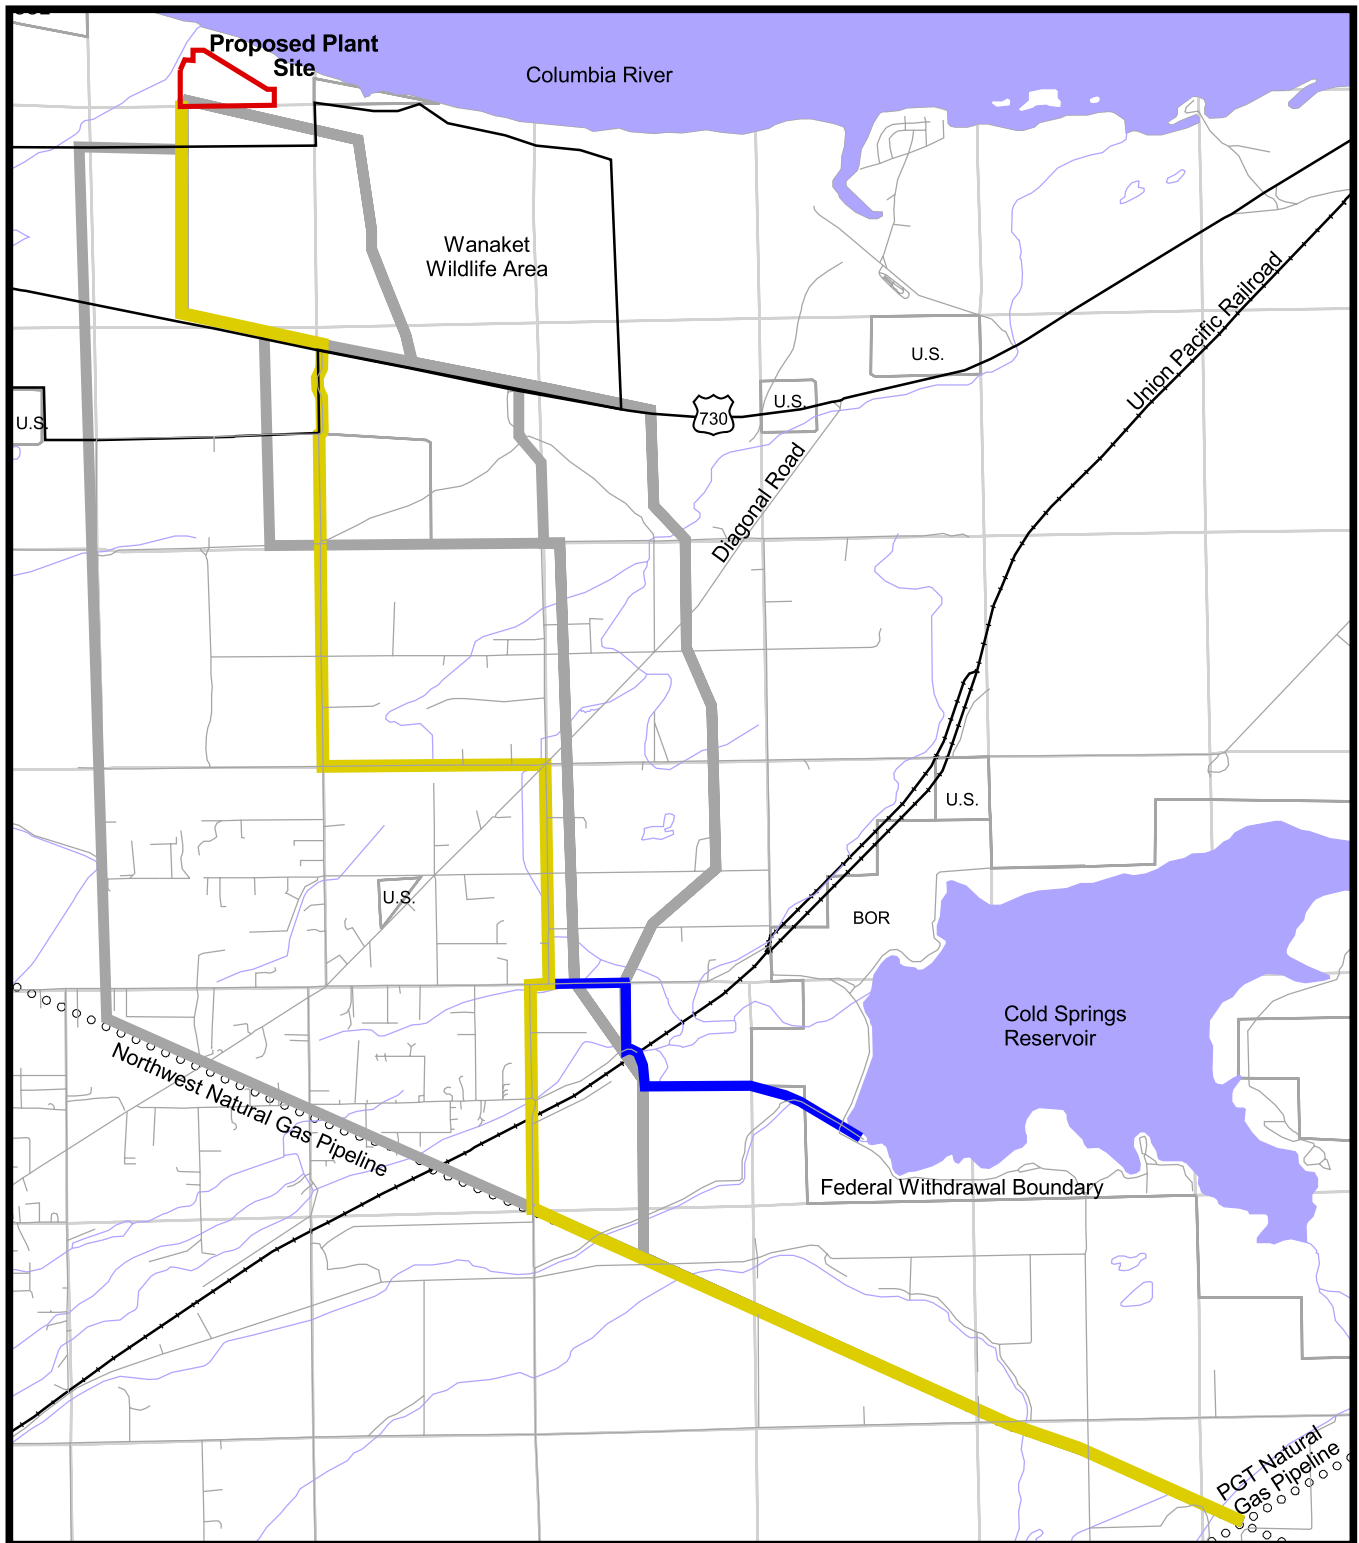 Proposed Plant
Site
Columbia River
Wanaket
Wildlife Area
Union Pacific Railroad
U.S.
U.S.
730
U.S.
Diagonal Road
U.S.
U.S.
BOR
Cold Springs
Reservoir
Northwest Natural Gas Pipeline
Federal Withdrawal Boundary
PGT Natural
Gas Pipeline